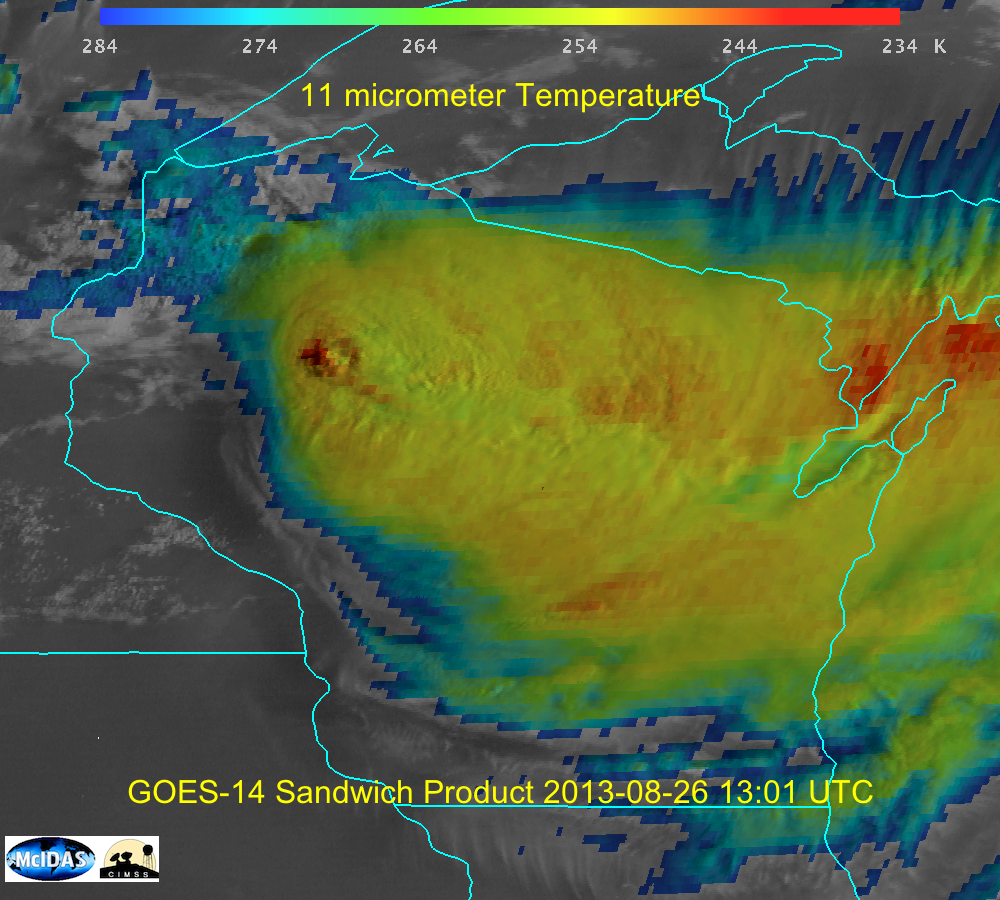 284 274 264 254 244 234 K
11 micrometer Temperature
GOES-14 Sandwich Product 2013-08-26 13:01 UTC
McIDAS
CIMSS